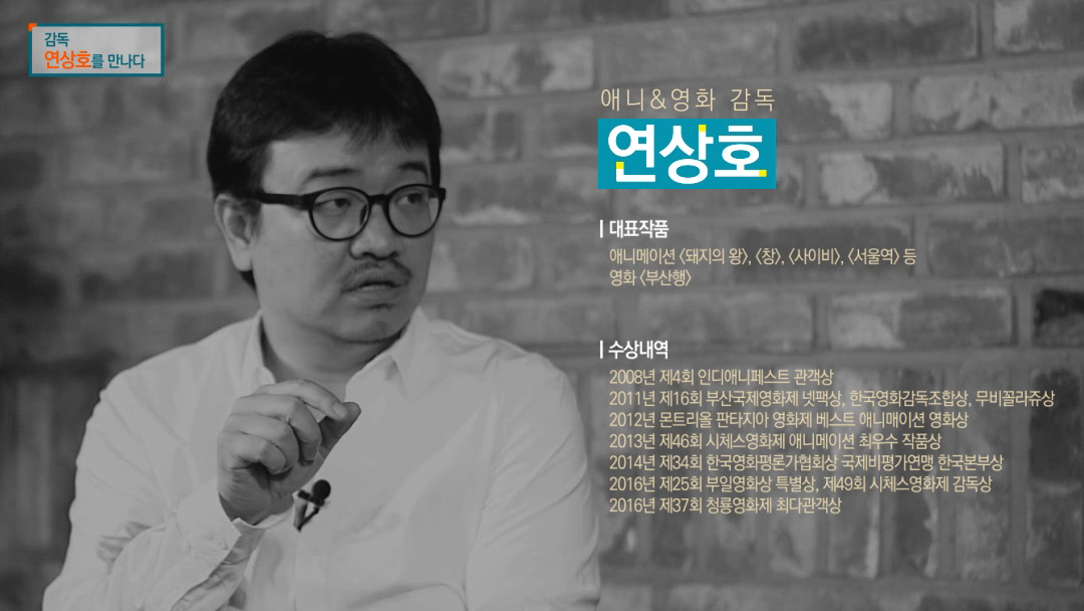 감독
연상호를 만나다
애니&영화 감독
연상호
대표작품
애니메이션 <돼지의 왕>, <창>, <사이비>, <서울역> 등
영화 <부산행>
수상내역
2008년 제4회 인디애니페스트 관객상
2011년 제16회 부산국제영화제 넷팩상, 한국영화감독조합상, 무비꼴라쥬상
2012년 몬트리올 판타지아 영화제 베스트 애니매이션 영화상
2013년 제46회 시체스영화제 애니메이션 최우수 작품상
2014년 제34회 한국영화평론가협회상 국제비평가연맹 한국본부상
2016년 제25회 부일영화상 특별상, 제49회 시체스영화제 감독상
2016년 제37회 청룡영화제 최다관객상